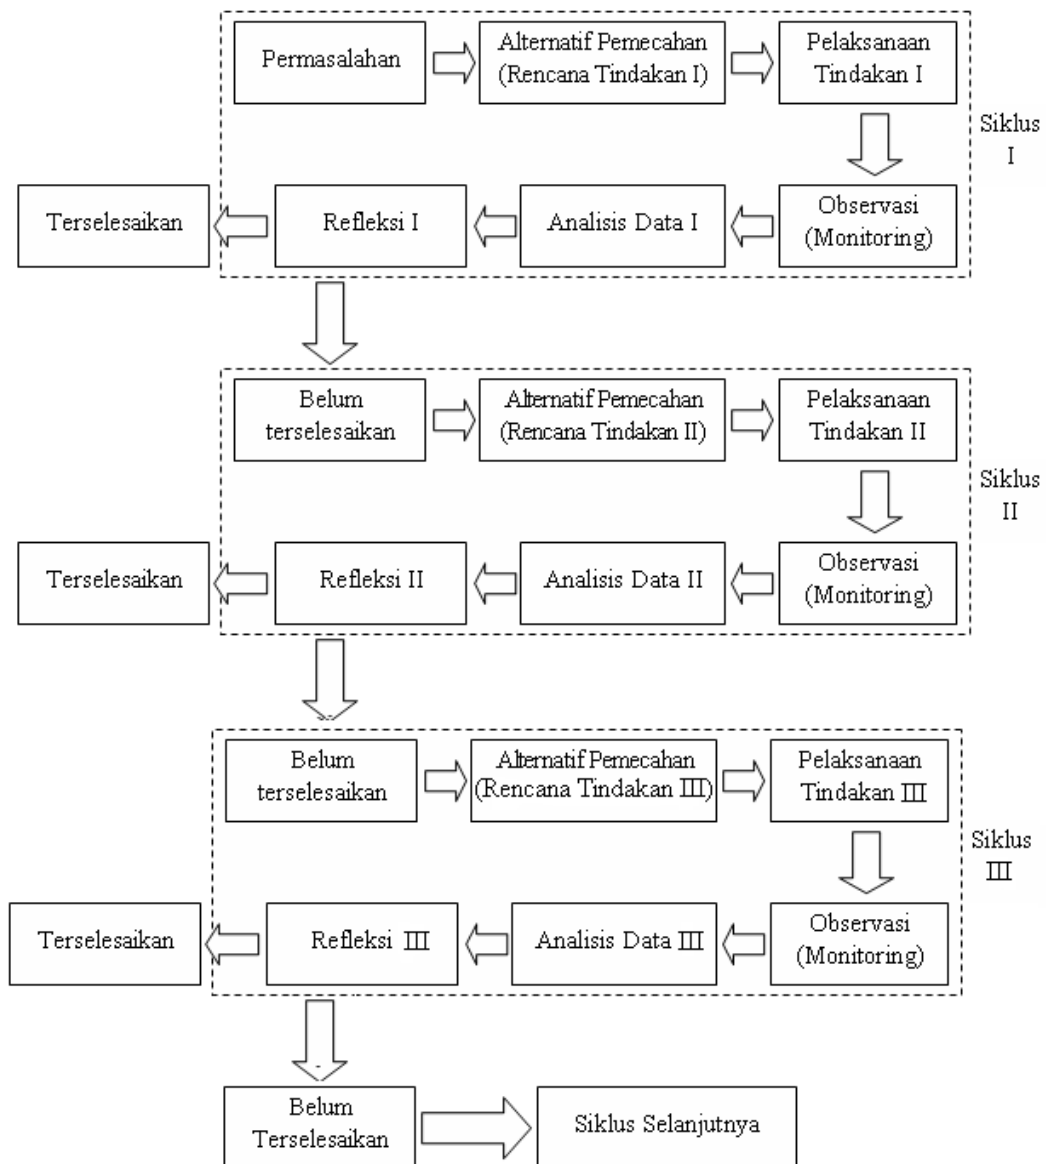 Permasalahan
Alternatif Pemecahan
(Rencana Tindakan I)
Pelaksanaan
Tindakan I
Siklus
I
Terselesaikan
Refleksi I
Analisis Data I
Observasi
(Monitoring)
Belum
terselesaikan
Alternatif Pemecahan
(Rencana Tindakan II)
Pelaksanaan
Tindakan II
Siklus
II
Terselesaikan
Refleksi II
Analisis Data II
Observasi
(Monitoring)
Belum
terselesaikan
Alternatif Pemecahan
(Rencana Tindakan III)
Pelaksanaan
Tindakan III
Siklus
III
Terselesaikan
Refleksi III
Analisis Data III
Observasi
(Monitoring)
Belum
Terselesaikan
Siklus Selanjutnya